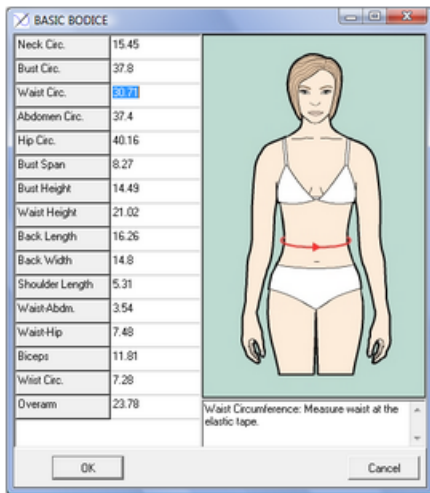 BASIC BODICE
Neck Circ. 15.45
Bust Circ. 37.8
Waist Circ. 30.71
Abdomen Circ. 37.4
Hip Circ. 40.16
Bust Span 8.27
Bust Height 14.49
Waist Height 21.02
Back Length 16.26
Back Width 14.8
Shoulder Length 5.31
Waist-Abdm. 3.54
Waist-Hip 7.48
Biceps 11.81
Wrist Circ. 7.28
Overarm 23.78
Waist Circumference: Measure waist at the
elastic tape.
OK Cancel